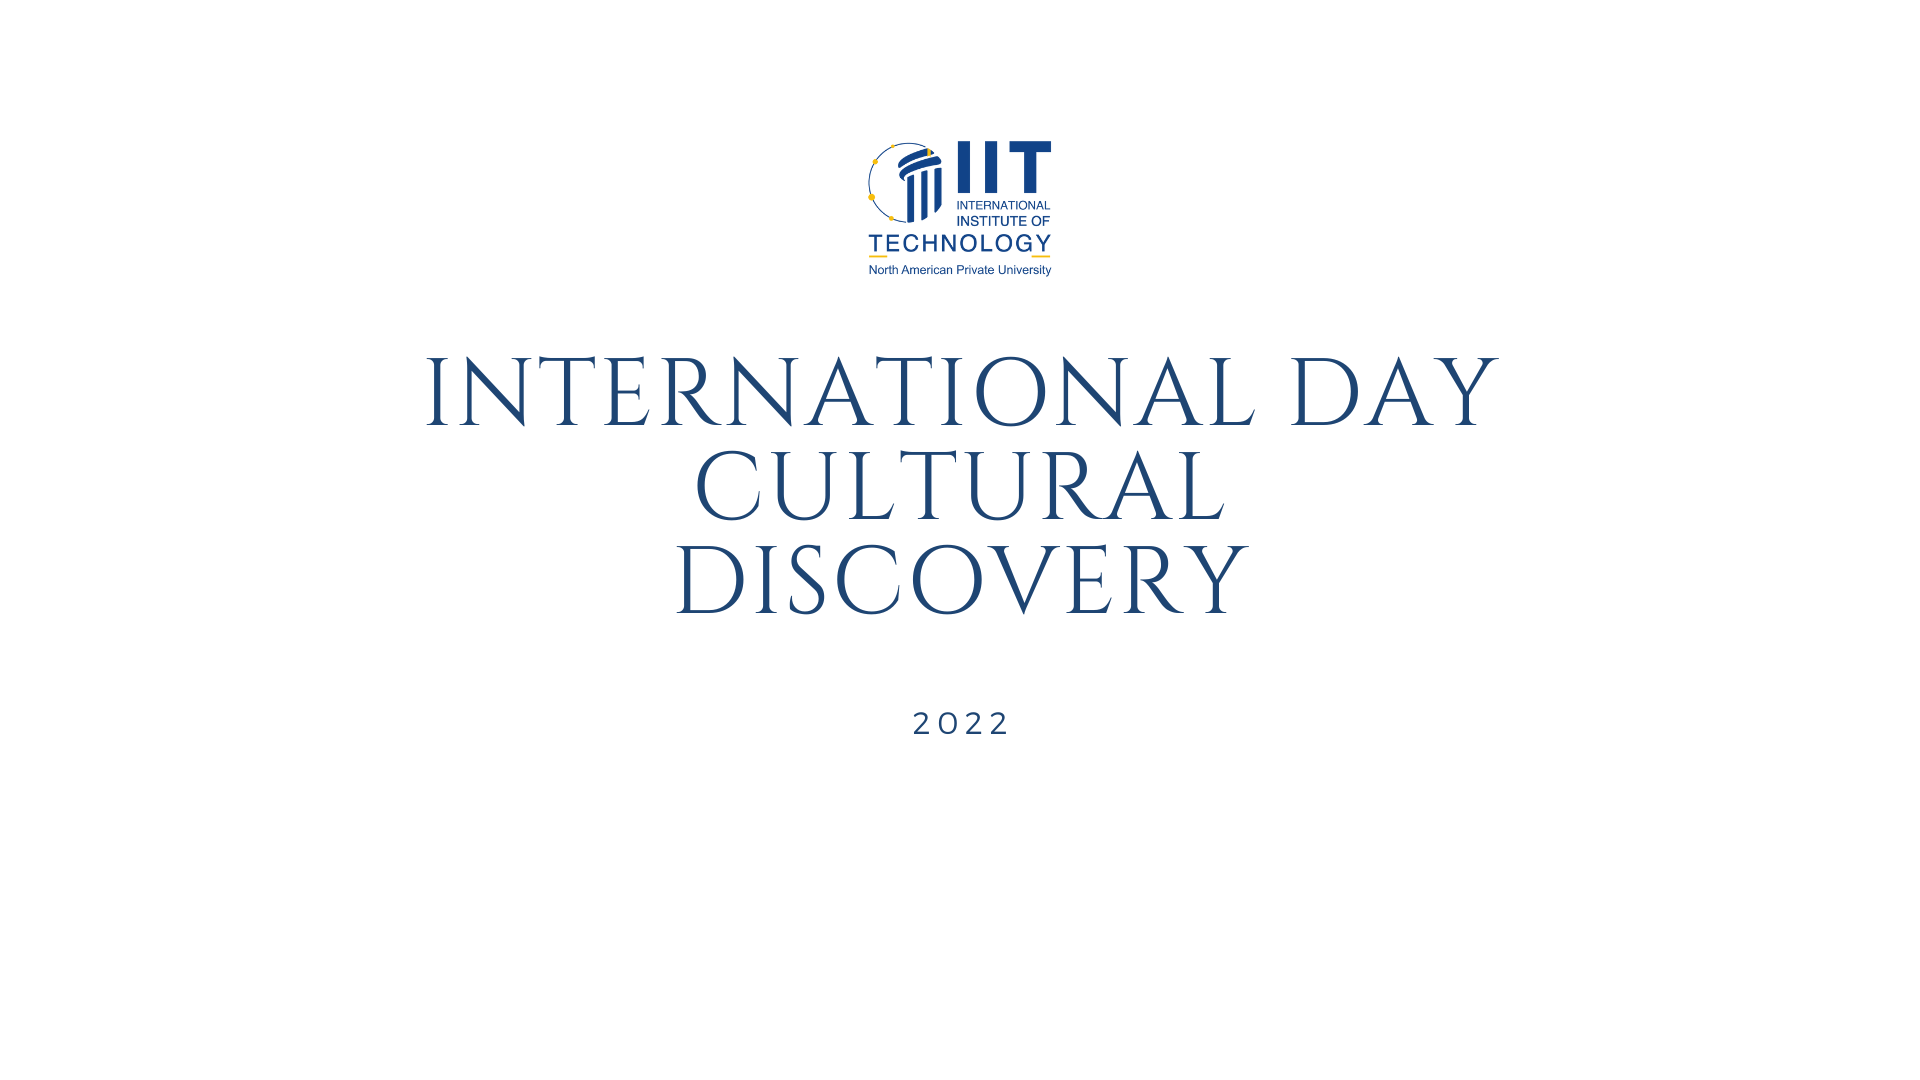 IIT
INTERNATIONAL
INSTITUTE OF
TECHNOLOGY
North American Private University
INTERNATIONAL DAY
CULTURAL
DISCOVERY
2022